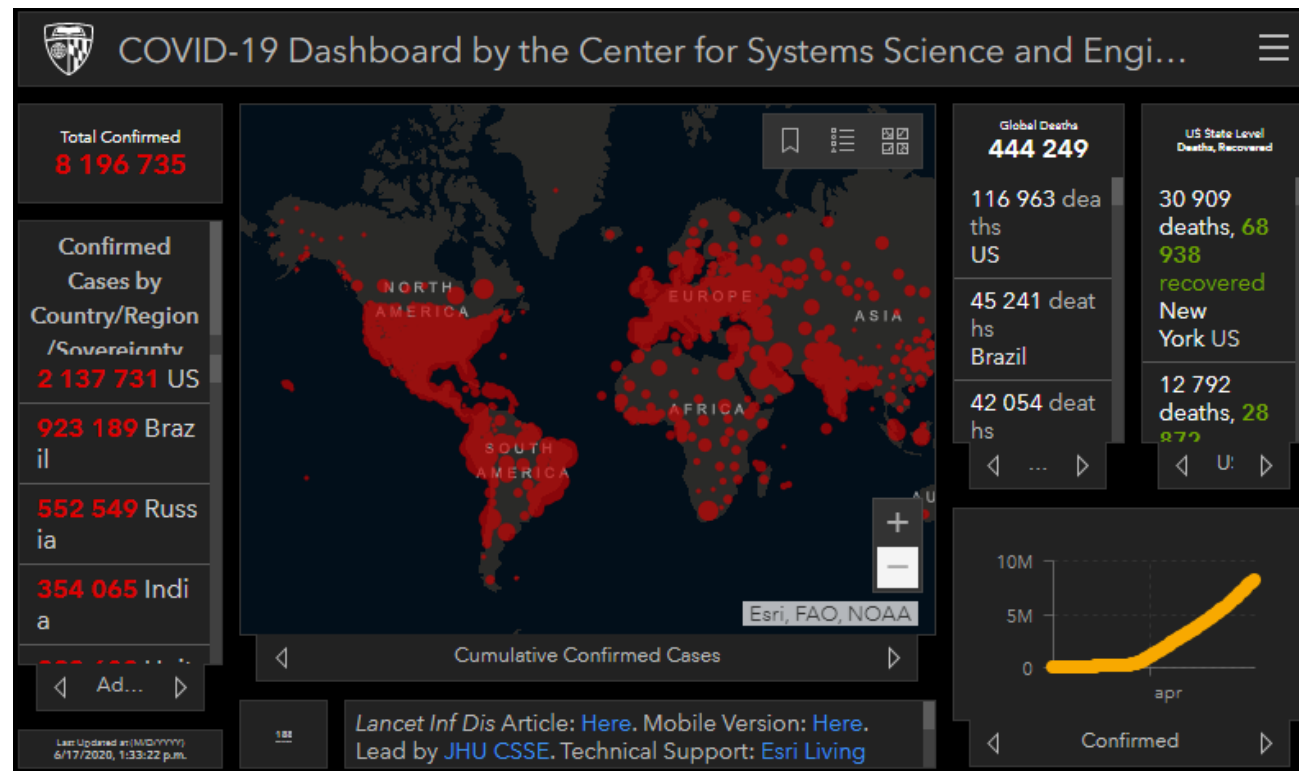 COVID-19 Dashboard by the Center for Systems Science and Engi...
Total Confirmed
8 196 735
Confirmed
Cases by
Country/Region
/Sovereignty
2 137 731 US
923 189 Braz
il
552 549 Russ
ia
354 065 Indi
a
Ad...
Last Updated at (M/D/YYYY)
6/17/2020, 1:33:22 p.m.
NORTH
AMERICA
EUROPE
ASIA
AFRICA
SOUTH
AMERICA
AU
+
−
Esri, FAO, NOAA
Cumulative Confirmed Cases
188
Lancet Inf Dis Article: Here. Mobile Version: Here.
Lead by JHU CSSE. Technical Support: Esri Living
Global Deaths
444 249
116 963 dea
ths
US
45 241 deat
hs
Brazil
42 054 deat
hs
...
US State Level
Deaths, Recovered
30 909
deaths, 68
938
recovered
New
York US
12 792
deaths, 28
872
10M
5M
0
apr
Confirmed